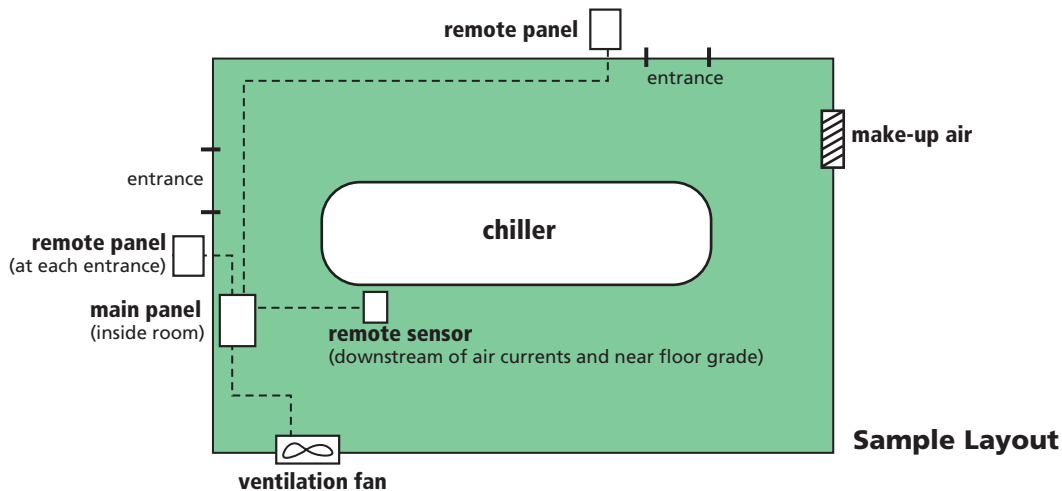 remote panel
entrance
make-up air
entrance
chiller
remote panel
(at each entrance)
main panel
(inside room)
remote sensor
(downstream of air currents and near floor grade)
Sample Layout
ventilation fan